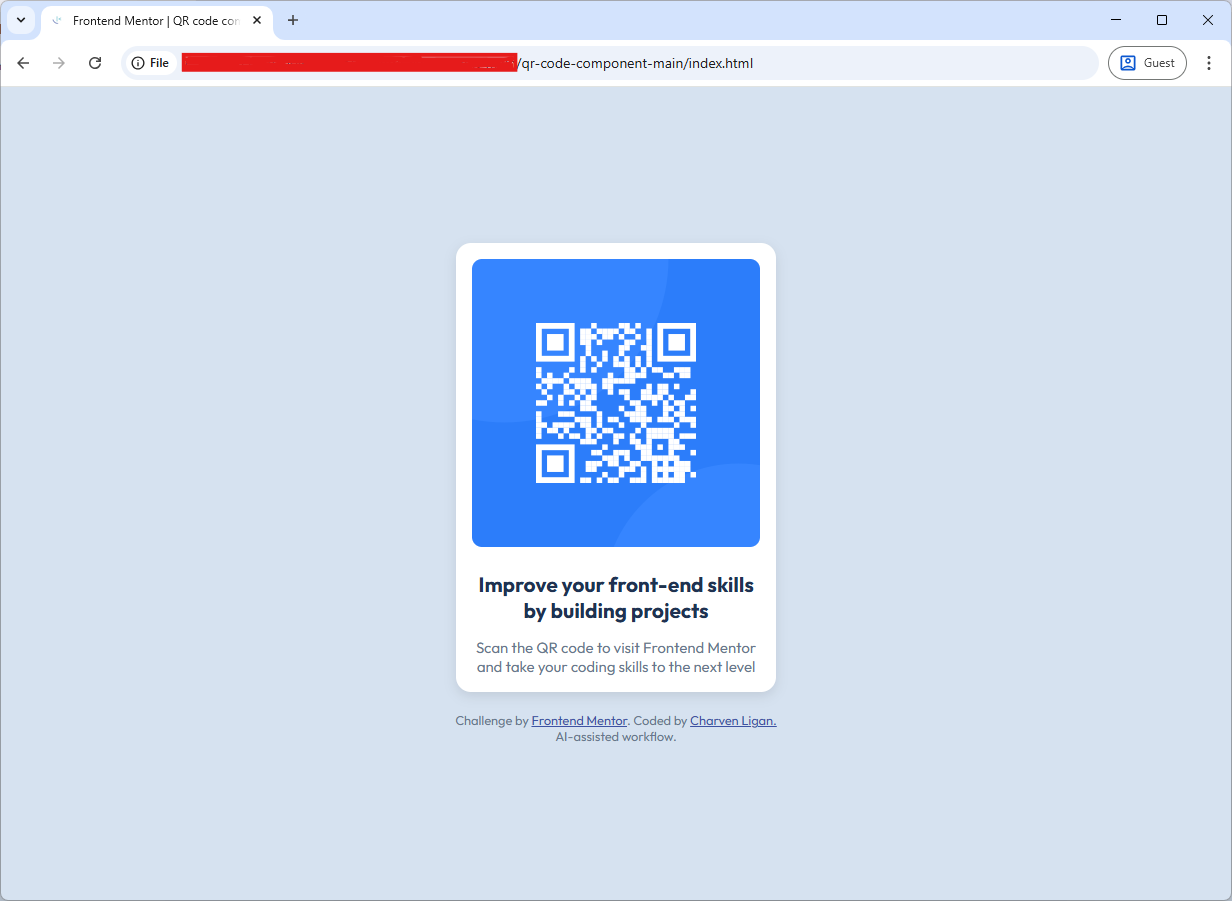 Frontend Mentor | QR code con
File
/qr-code-component-main/index.html
Guest
Improve your front-end skills
by building projects
Scan the QR code to visit Frontend Mentor
and take your coding skills to the next level
Challenge by Frontend Mentor. Coded by Charven Ligan.
AI-assisted workflow.